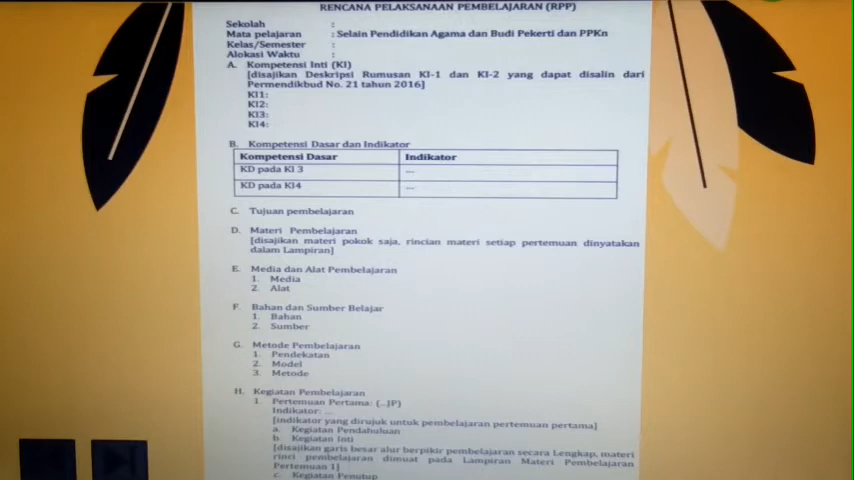 RENCANA PELAKSANAAN PEMBELAJARAN (RPP)
Sekolah :
Mata pelajaran : Selain Pendidikan Agama dan Budi Pekerti dan PPKn
Kelas/Semester :
Alokasi Waktu :
A. Kompetensi Inti (KI)
[disajikan Deskripsi Rumusan KI-1 dan KI-2 yang dapat disalin dari
Permendikbud No. 21 tahun 2016]
KI1:
KI2:
KI3:
KI4:
B. Kompetensi Dasar dan Indikator
Kompetensi Dasar Indikator
KD pada KI 3 ...
KD pada KI4 ...
C. Tujuan pembelajaran
D. Materi Pembelajaran
[disajikan materi pokok saja, rincian materi setiap pertemuan dinyatakan
dalam Lampiran]
E. Media dan Alat Pembelajaran
1. Media
2. Alat
F. Bahan dan Sumber Belajar
1. Bahan
2. Sumber
G. Metode Pembelajaran
1. Pendekatan
2. Model
3. Metode
H. Kegiatan Pembelajaran
1. Pertemuan Pertama: (...JP)
Indikator: ...
[indikator yang dirujuk untuk pembelajaran pertemuan pertama]
a. Kegiatan Pendahuluan
b. Kegiatan Inti
[disajikan garis besar alur berpikir pembelajaran secara Lengkap, materi
rinci pembelajaran dimuat pada Lampiran Materi Pembelajaran
Pertemuan 1]
c. Kegiatan Penutup